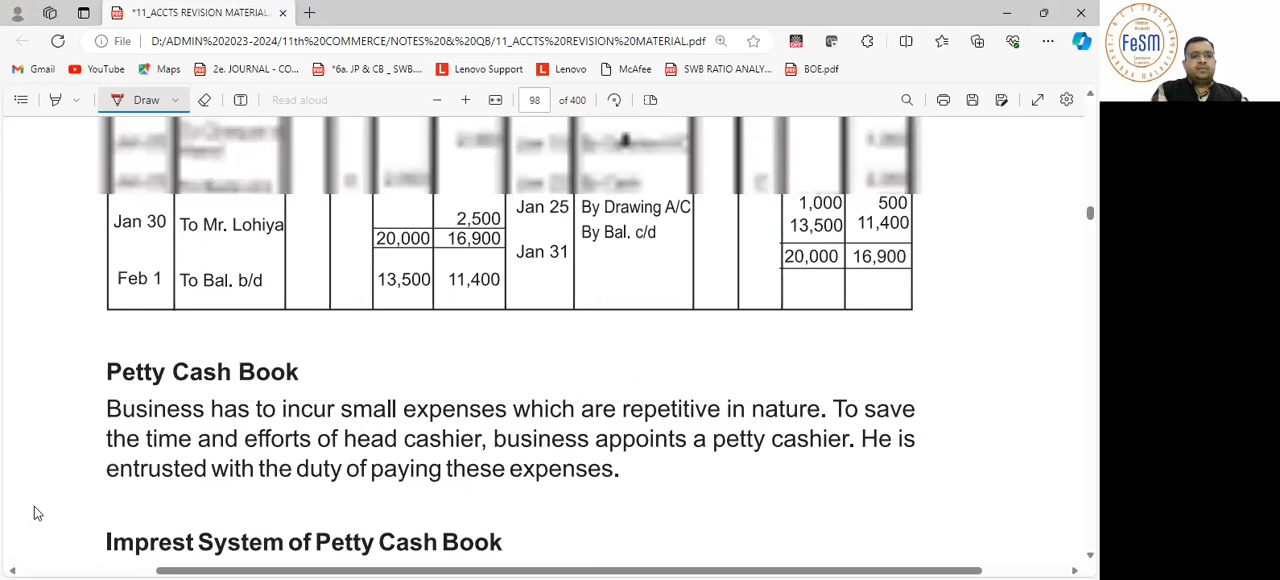 *11_ACCTS REVISION MATERIAL
File D:/ADMIN%202023-2024/11th%20COMMERCE/NOTES%20 QB/11_ACCTS%20REVISION%20MATERIAL.pdf
Gmail YouTube Maps 2e. JOURNAL - CO... *6a. JP & CB _ SWB... Lenovo Support Lenovo McAfee SWB RATIO ANALY... BOE.pdf
Draw Read aloud 98 of 400
FeSM
Jan 30 To Mr. Lohiya 2,500 Jan 25 By Drawing A/C 1,000 500
By Bal. c/d 13,500 11,400
20,000 16,900 Jan 31 20,000 16,900
Feb 1 To Bal. b/d 13,500 11,400
Petty Cash Book
Business has to incur small expenses which are repetitive in nature. To save
the time and efforts of head cashier, business appoints a petty cashier. He is
entrusted with the duty of paying these expenses.
Imprest System of Petty Cash Book